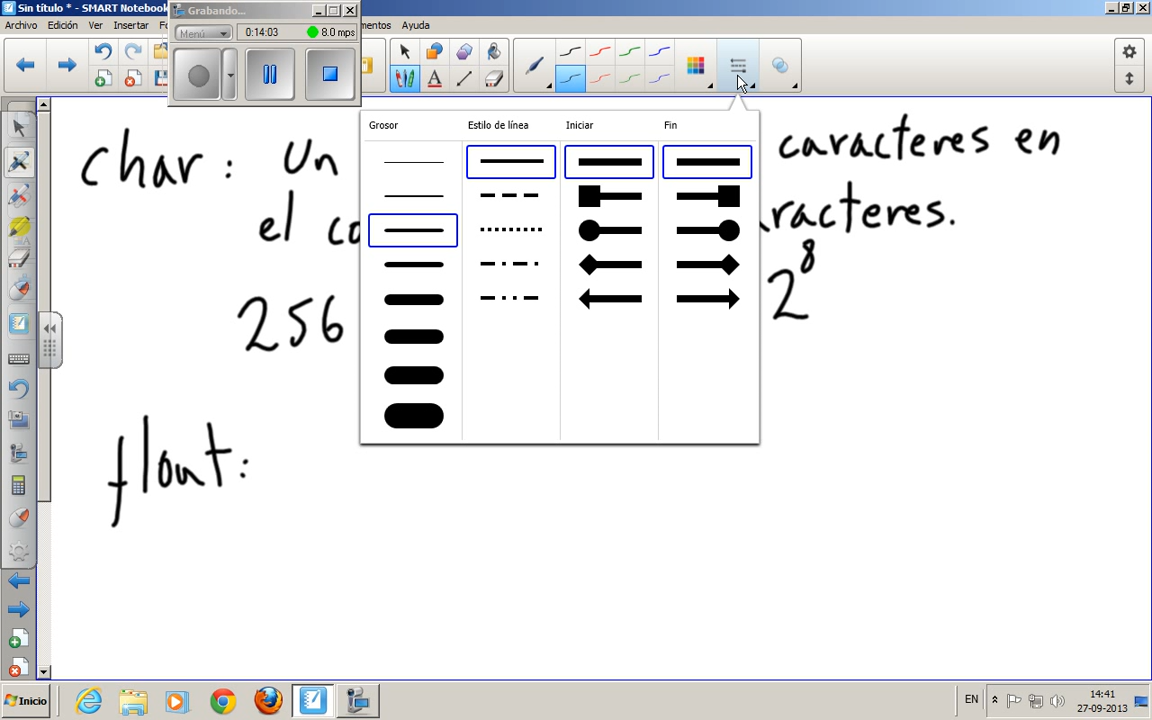 Sin título * - SMART Notebook
Grabando...
Archivo Edición Ver Insertar Ayuda
Menú 0:14:03 8.0 mps
Grosor Estilo de línea Iniciar Fin
char: Un caracteres en
el racteres.
256 2^8
float:
Inicio
EN 14:41
27-09-2013